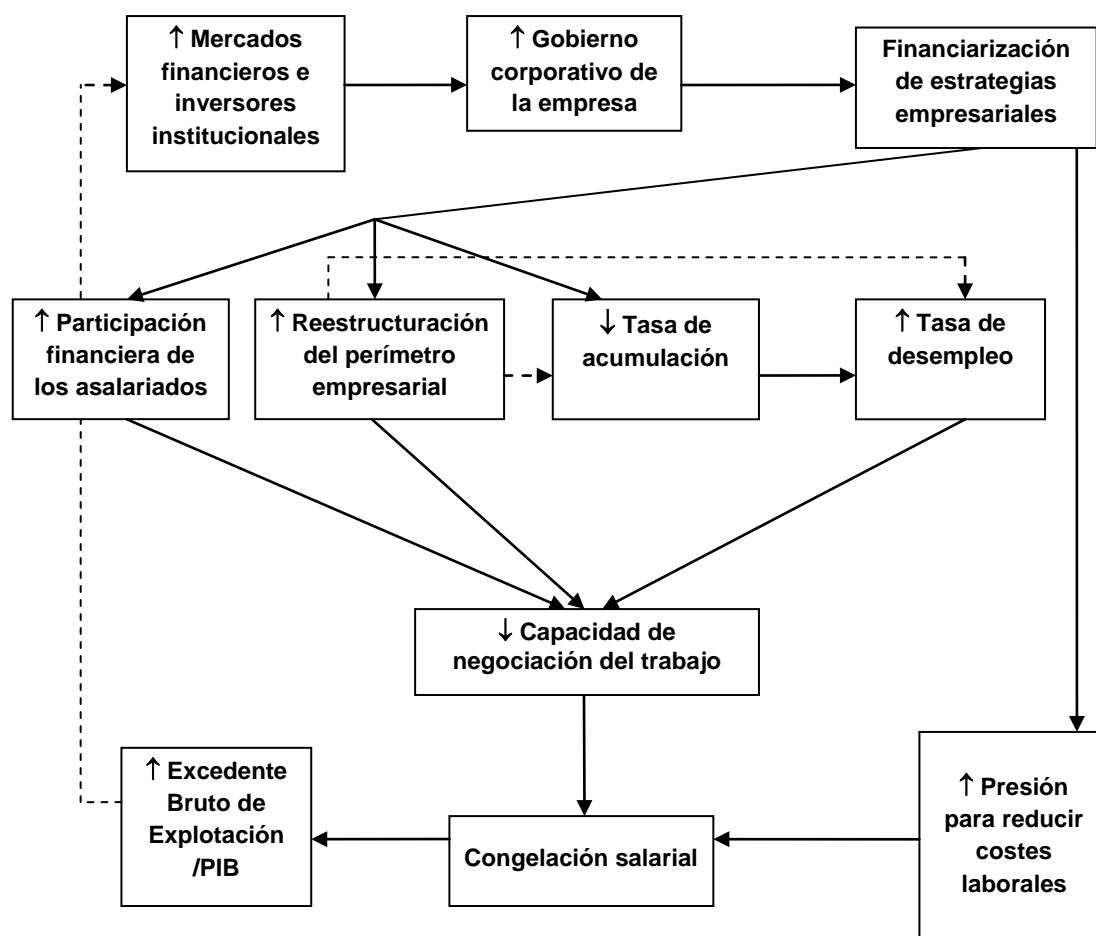 ↑ Mercados
financieros e
inversores
institucionales
↑ Gobierno
corporativo de
la empresa
Financiarización
de estrategias
empresariales
↑ Participación
financiera de
los asalariados
↑ Reestructuración
del perímetro
empresarial
↓ Tasa de
acumulación
↑ Tasa de
desempleo
↓ Capacidad de
negociación del trabajo
↑ Excedente
Bruto de
Explotación
/PIB
Congelación salarial
↑ Presión
para reducir
costes
laborales